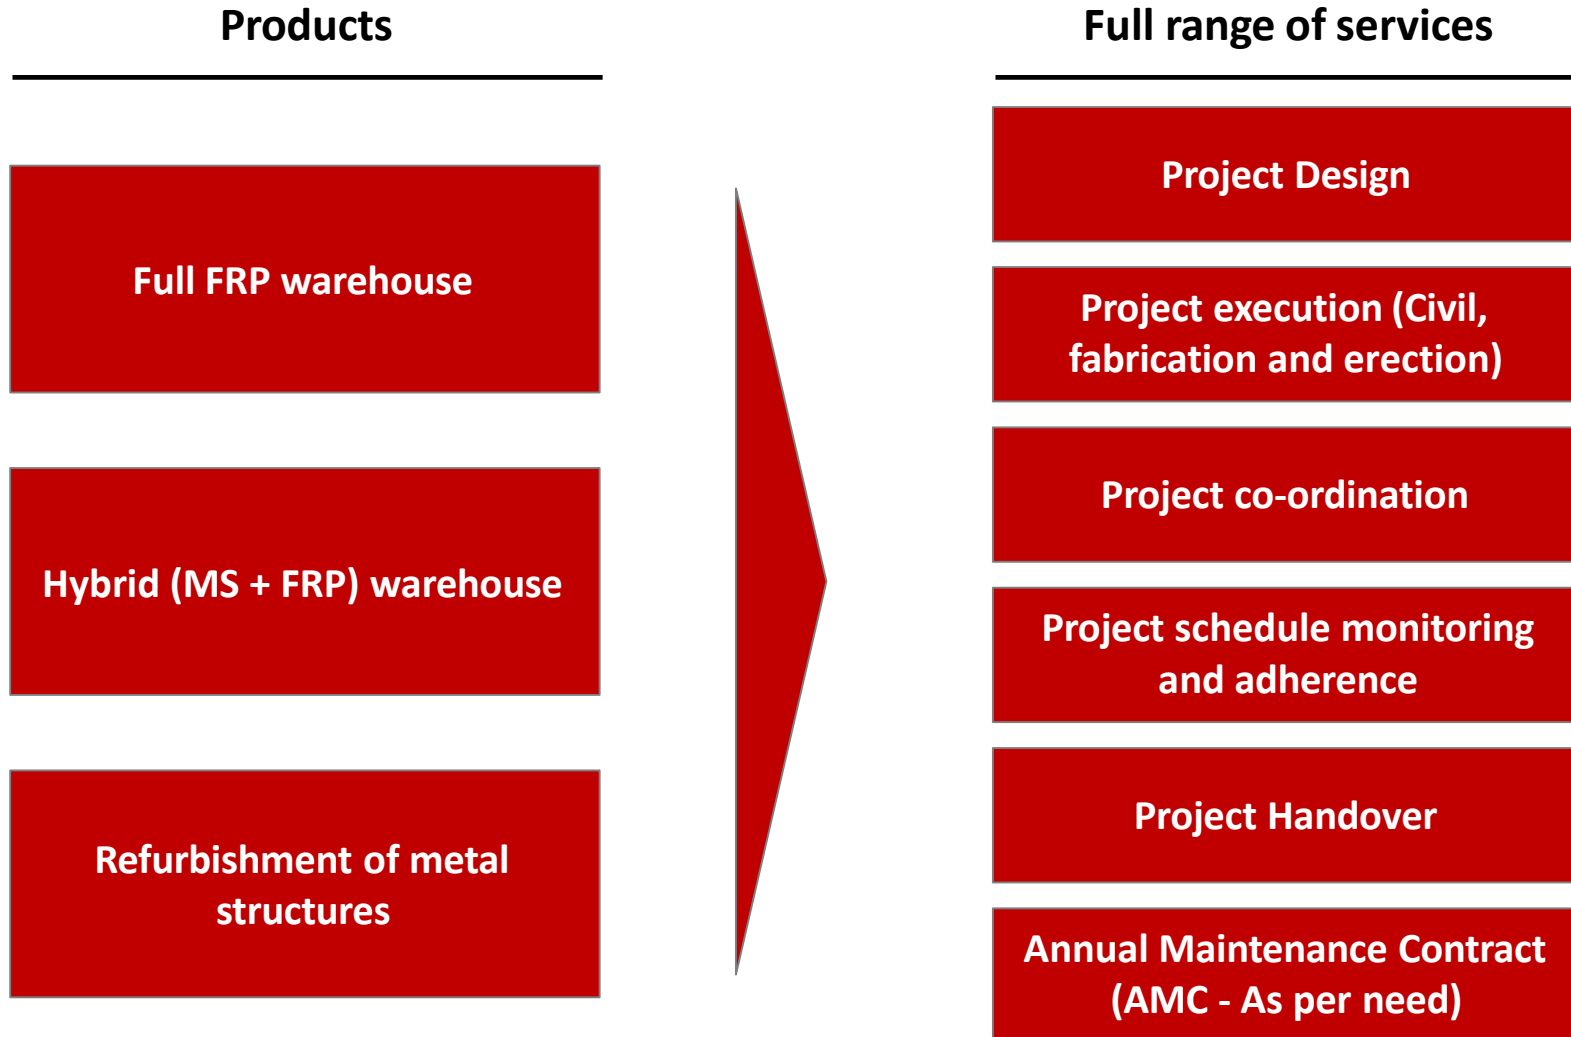 Products
Full FRP warehouse
Hybrid (MS + FRP) warehouse
Refurbishment of metal
structures
Full range of services
Project Design
Project execution (Civil,
fabrication and erection)
Project co-ordination
Project schedule monitoring
and adherence
Project Handover
Annual Maintenance Contract
(AMC - As per need)